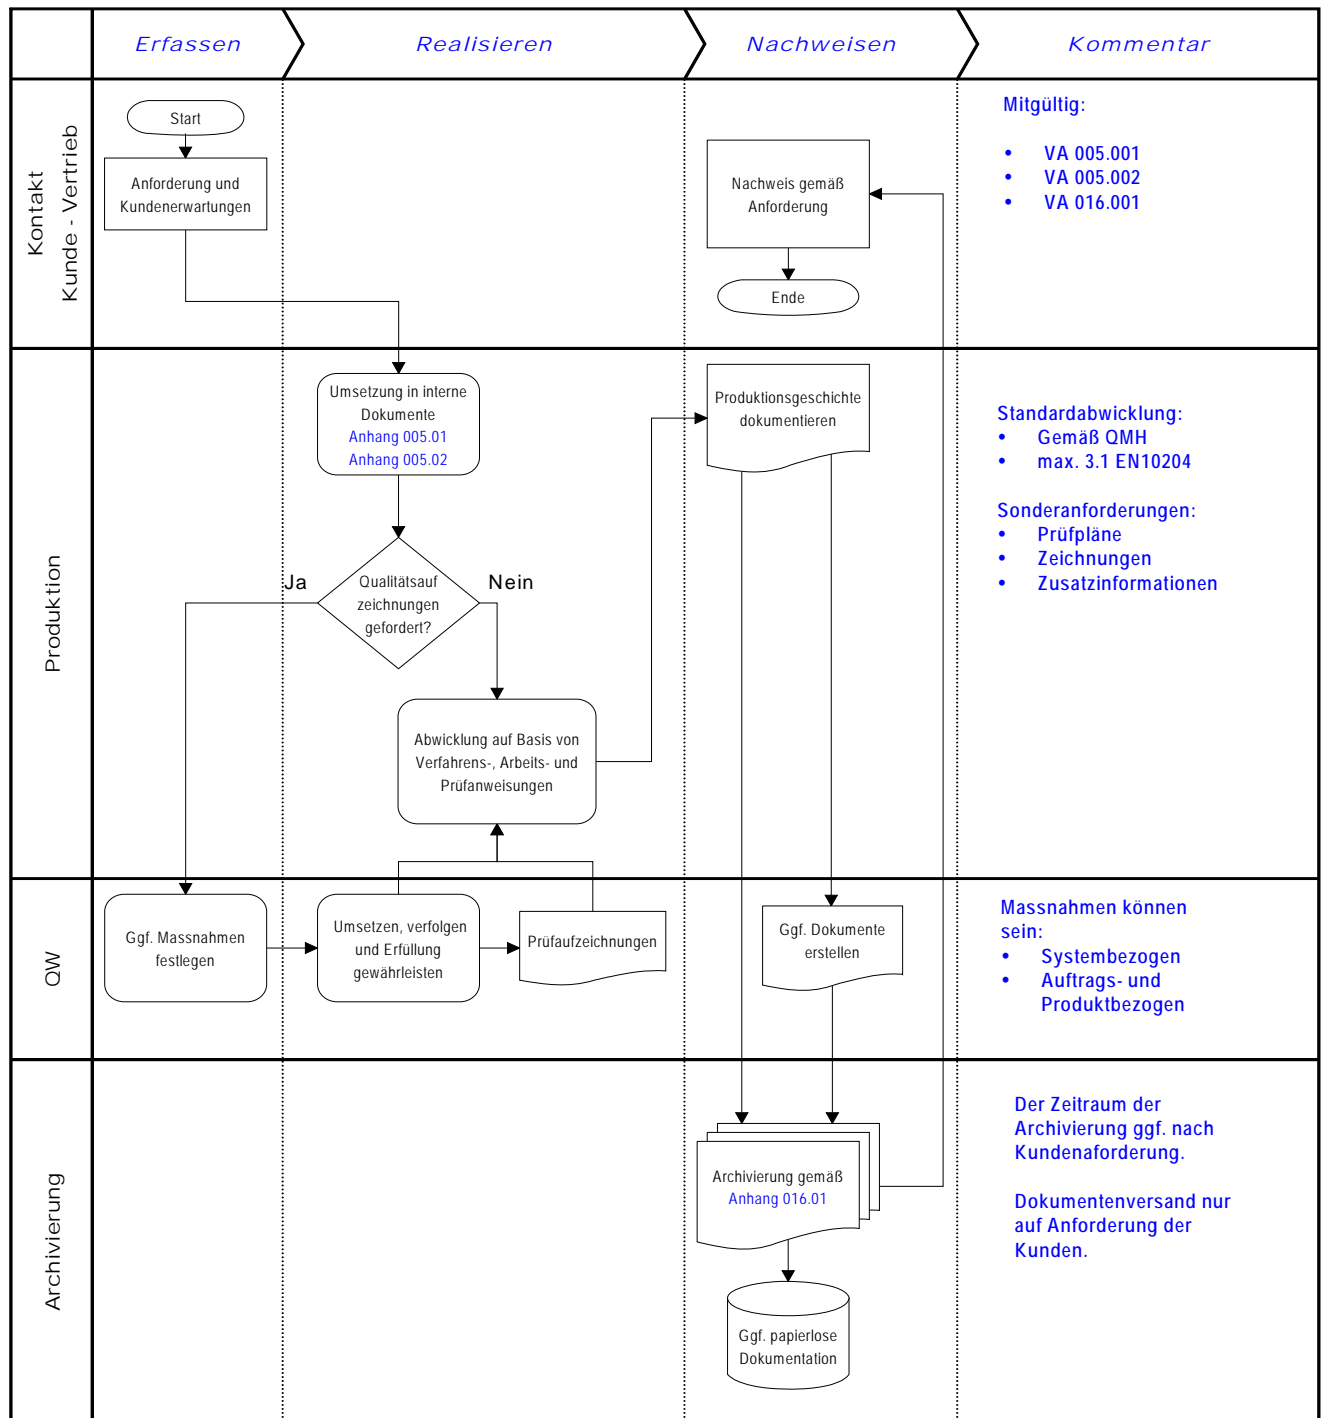 Erfassen
Realisieren
Nachweisen
Kommentar
Kontakt
Kunde - Vertrieb
Start
Anforderung und
Kundenerwartungen
Nachweis gemäß
Anforderung
Ende
Mitgültig:
• VA 005.001
• VA 005.002
• VA 016.001
Produktion
Umsetzung in interne
Dokumente
Anhang 005.01
Anhang 005.02
Produktionsgeschichte
dokumentieren
Ja
Qualitätsauf
zeichnungen
gefordert?
Nein
Abwicklung auf Basis von
Verfahrens-, Arbeits- und
Prüfanweisungen
Standardabwicklung:
• Gemäß QMH
• max. 3.1 EN10204
Sonderanforderungen:
• Prüfpläne
• Zeichnungen
• Zusatzinformationen
QW
Ggf. Massnahmen
festlegen
Umsetzen, verfolgen
und Erfüllung
gewährleisten
Prüfaufzeichnungen
Ggf. Dokumente
erstellen
Massnahmen können
sein:
• Systembezogen
• Auftrags- und
Produktbezogen
Archivierung
Archivierung gemäß
Anhang 016.01
Ggf. papierlose
Dokumentation
Der Zeitraum der
Archivierung ggf. nach
Kundenaforderung.
Dokumentenversand nur
auf Anforderung der
Kunden.